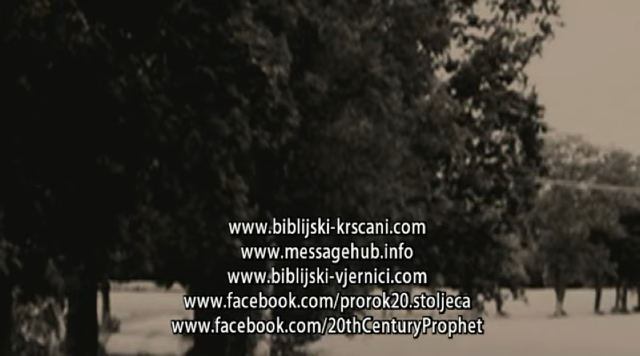 www.biblijski-krscani.com
www.messagehub.info
www.biblijski-vjernici.com
www.facebook.com/prorok20.stoljeca
www.facebook.com/20thCenturyProphet